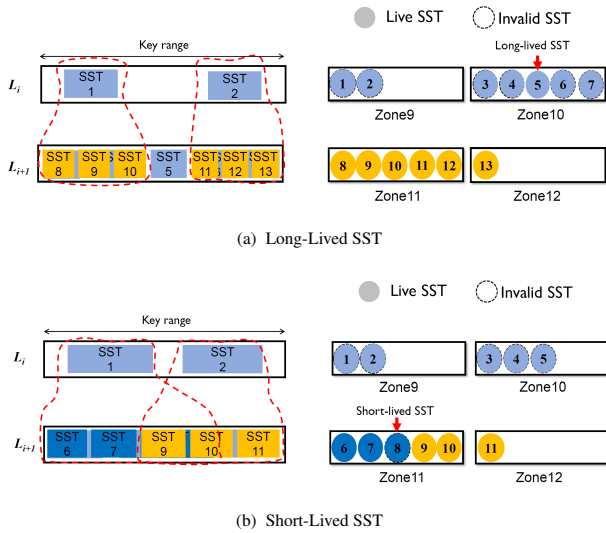 Live SST
Invalid SST
Key range
Long-lived SST
Li
SST
1
SST
2
1 2
3 4 5 6 7
Zone9
Zone10
Li+1
SST
8
SST
9
SST
10
SST
5
SST
11
SST
12
SST
13
8 9 10 11 12
13
Zone11
Zone12
(a) Long-Lived SST
Live SST
Invalid SST
Key range
Li
SST
1
SST
2
1 2
3 4 5
Zone9
Zone10
Short-lived SST
Li+1
SST
6
SST
7
SST
9
SST
10
SST
11
6 7 8 9 10
11
Zone11
Zone12
(b) Short-Lived SST